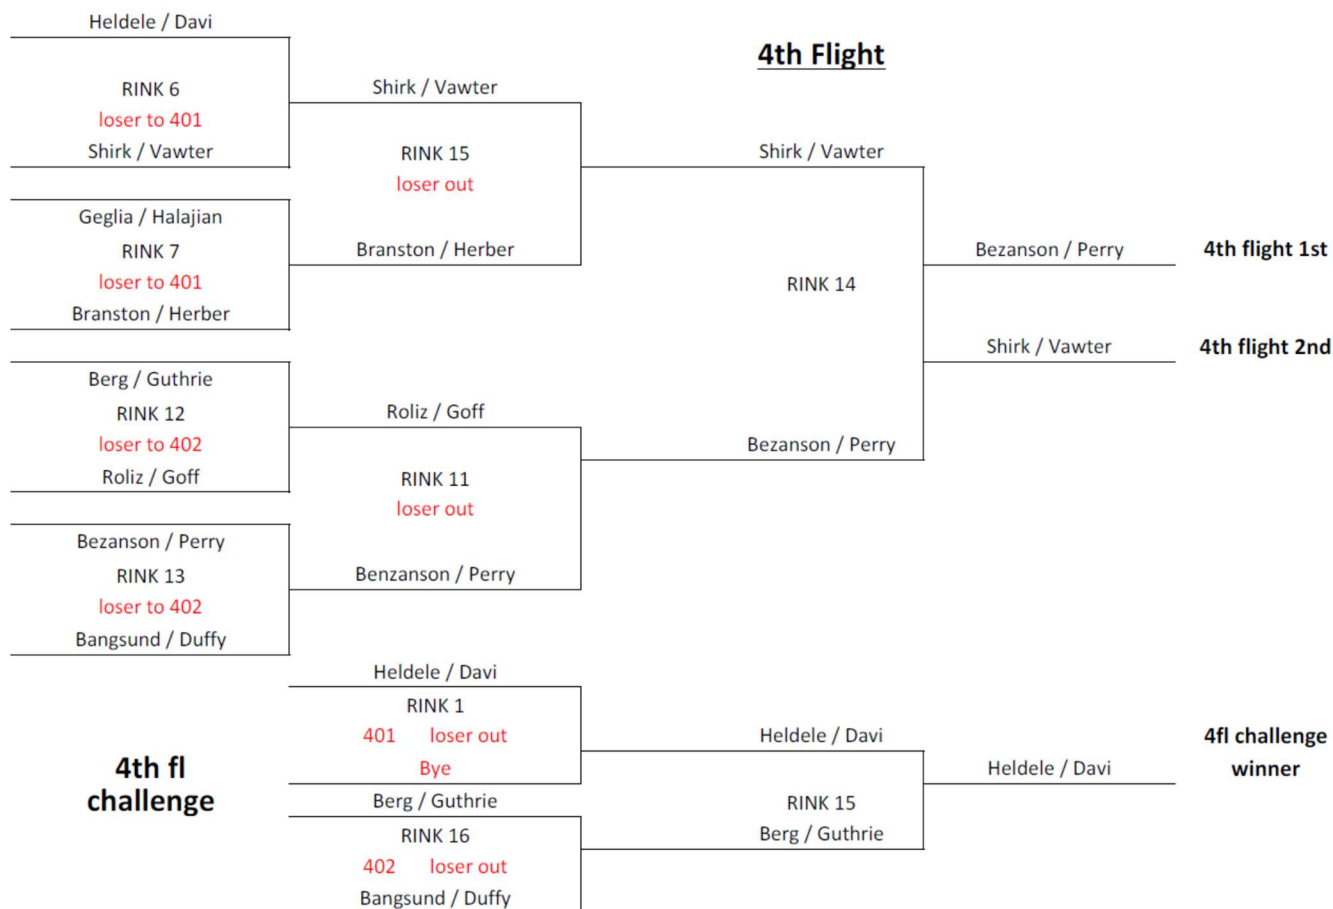 Heldele / Davi
4th Flight
RINK 6
Shirk / Vawter
loser to 401
Shirk / Vawter
RINK 15
Shirk / Vawter
loser out
Geglia / Halajian
RINK 7
Branston / Herber
Bezanson / Perry
4th flight 1st
loser to 401
RINK 14
Branston / Herber
Shirk / Vawter
4th flight 2nd
Berg / Guthrie
RINK 12
Roliz / Goff
loser to 402
Bezanson / Perry
Roliz / Goff
RINK 11
loser out
Bezanson / Perry
RINK 13
Benzanson / Perry
loser to 402
Bangsund / Duffy
Heldele / Davi
RINK 1
401 loser out
Heldele / Davi
4fl challenge
winner
4th fl
challenge
Bye
Heldele / Davi
Berg / Guthrie
RINK 15
RINK 16
Berg / Guthrie
402 loser out
Bangsund / Duffy